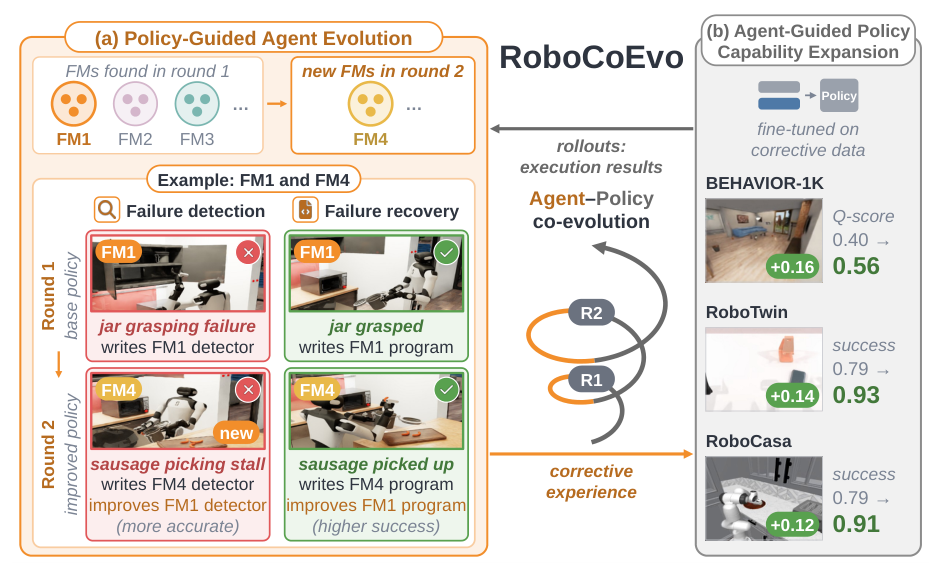 (a) Policy-Guided Agent Evolution
FMs found in round 1
FM1
FM2
FM3
...
new FMs in round 2
FM4
...
Example: FM1 and FM4
Failure detection
Failure recovery
Round 1
base policy
FM1
jar grasping failure
writes FM1 detector
FM1
jar grasped
writes FM1 program
Round 2
improved policy
FM4
new
sausage picking stall
writes FM4 detector
improves FM1 detector
(more accurate)
FM4
sausage picked up
writes FM4 program
improves FM1 program
(higher success)
RoboCoEvo
rollouts:
execution results
Agent–Policy
co-evolution
R2
R1
corrective
experience
(b) Agent-Guided Policy
Capability Expansion
Policy
fine-tuned on
corrective data
BEHAVIOR-1K
+0.16
Q-score
0.40 →
0.56
RoboTwin
+0.14
success
0.79 →
0.93
RoboCasa
+0.12
success
0.79 →
0.91